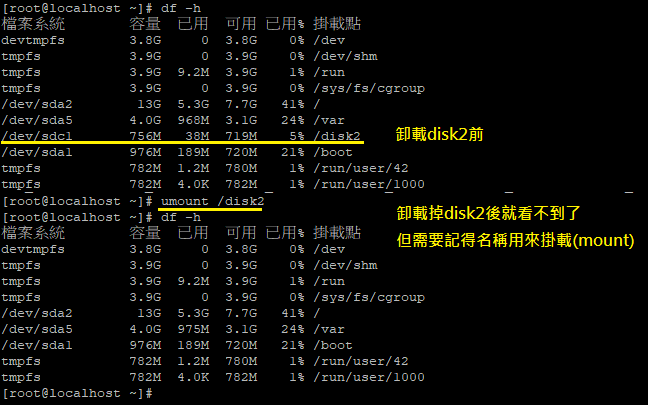 [root@localhost ~]# df -h
檔案系統 容量 已用 可用 已用% 掛載點
devtmpfs 3.8G 0 3.8G 0% /dev
tmpfs 3.9G 0 3.9G 0% /dev/shm
tmpfs 3.9G 9.2M 3.9G 1% /run
tmpfs 3.9G 0 3.9G 0% /sys/fs/cgroup
/dev/sda2 13G 5.3G 7.7G 41% /
/dev/sda5 4.0G 968M 3.1G 24% /var
/dev/sdc1 756M 38M 719M 5% /disk2
卸載disk2前
/dev/sda1 976M 189M 720M 21% /boot
tmpfs 782M 1.2M 780M 1% /run/user/42
tmpfs 782M 4.0K 782M 1% /run/user/1000
[root@localhost ~]# umount /disk2
[root@localhost ~]# df -h
卸載掉disk2後就看不到了
但需要記得名稱用來掛載(mount)
檔案系統 容量 已用 可用 已用% 掛載點
devtmpfs 3.8G 0 3.8G 0% /dev
tmpfs 3.9G 0 3.9G 0% /dev/shm
tmpfs 3.9G 9.2M 3.9G 1% /run
tmpfs 3.9G 0 3.9G 0% /sys/fs/cgroup
/dev/sda2 13G 5.3G 7.7G 41% /
/dev/sda5 4.0G 975M 3.1G 24% /var
/dev/sda1 976M 189M 720M 21% /boot
tmpfs 782M 1.2M 780M 1% /run/user/42
tmpfs 782M 4.0K 782M 1% /run/user/1000
[root@localhost ~]#